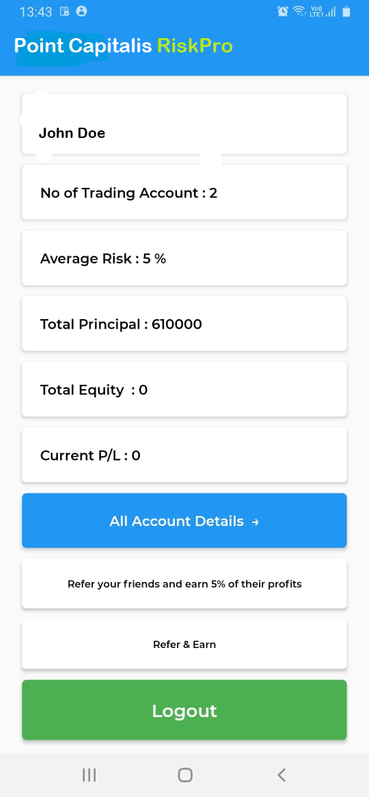 13:43 Vo)) LTE1
Point Capitalis RiskPro
John Doe
No of Trading Account : 2
Average Risk : 5 %
Total Principal : 610000
Total Equity : 0
Current P/L : 0
All Account Details →
Refer your friends and earn 5% of their profits
Refer & Earn
Logout